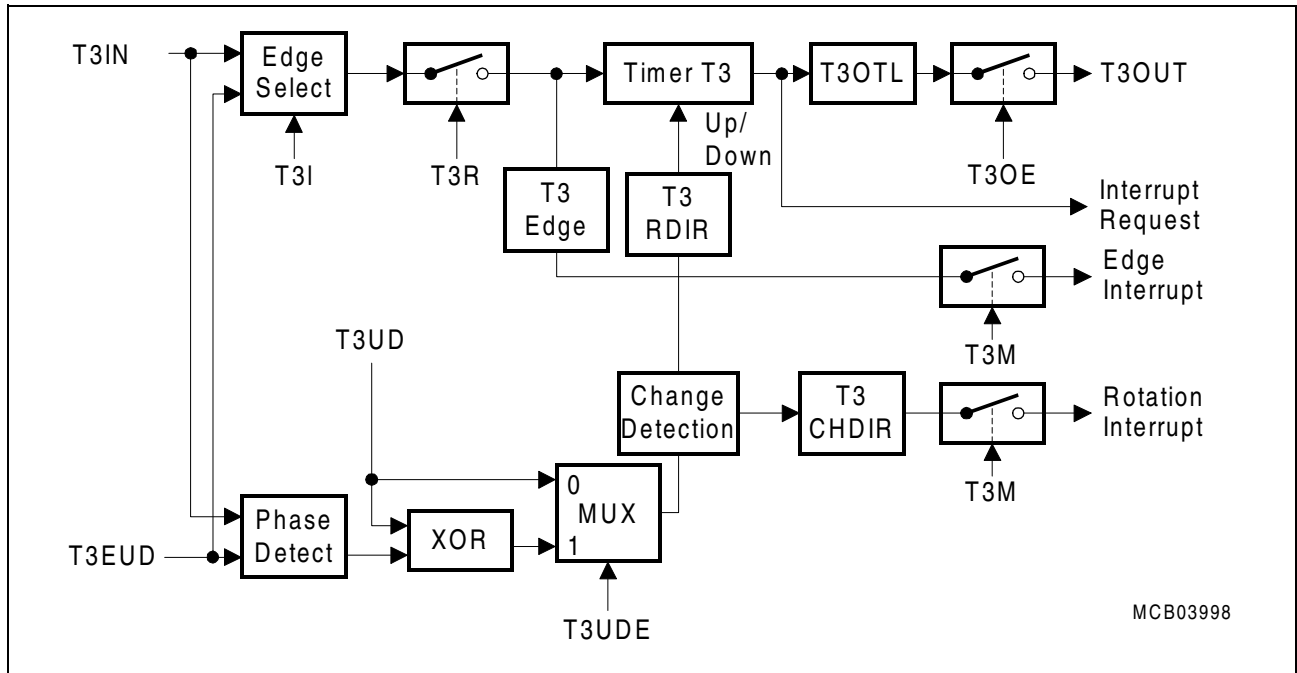 T3IN
Edge
Select
T3I
T3R
Timer T3
Up/
Down
T3OTL
T3OE
T3OUT
T3
Edge
T3
RDIR
Interrupt
Request
Edge
Interrupt
T3M
T3UD
Change
Detection
T3
CHDIR
Rotation
Interrupt
T3M
T3EUD
Phase
Detect
XOR
0
MUX
1
T3UDE
MCB03998